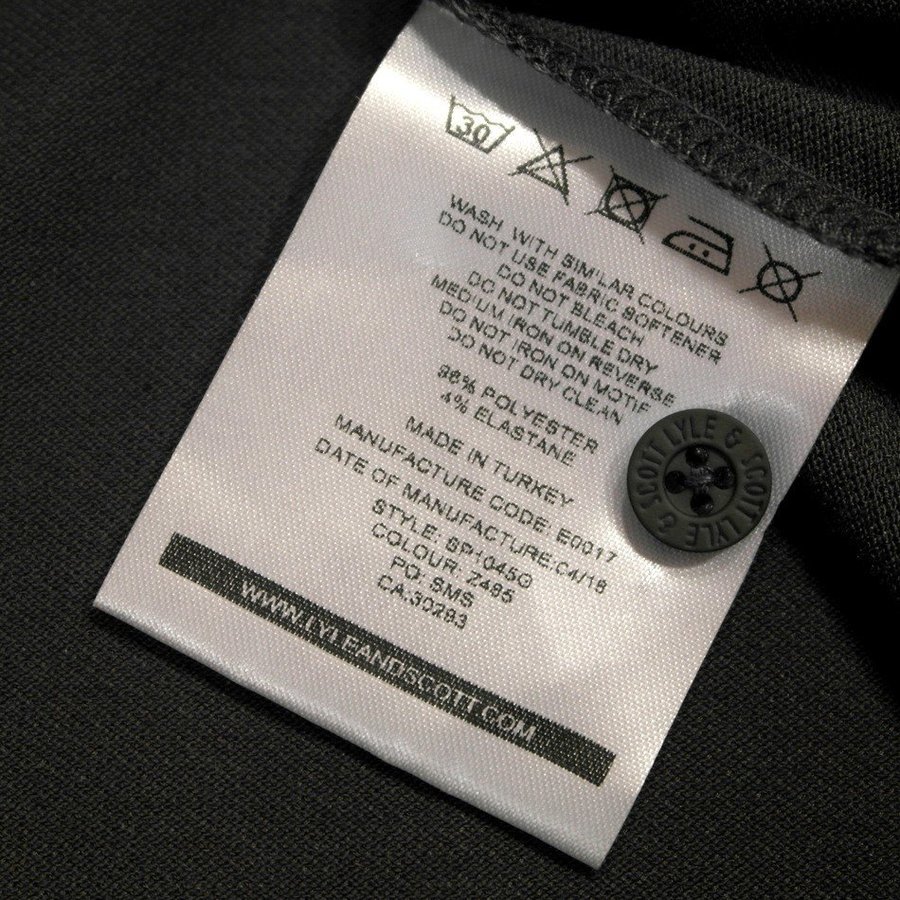 30
WASH WITH SIMILAR COLOURS
DO NOT USE FABRIC SOFTENER
DO NOT BLEACH
DO NOT TUMBLE DRY
MEDIUM IRON ON REVERSE
DO NOT IRON ON MOTIF
DO NOT DRY CLEAN
96% POLYESTER
4% ELASTANE
MADE IN TURKEY
MANUFACTURE CODE: E0017
DATE OF MANUFACTURE:04/18
STYLE: SP1045G
COLOUR: Z485
PO: SMS
CA:30293
WWW.LYLEANDSCOTT.COM
LYLE & SCOTT LYLE & SCOTT